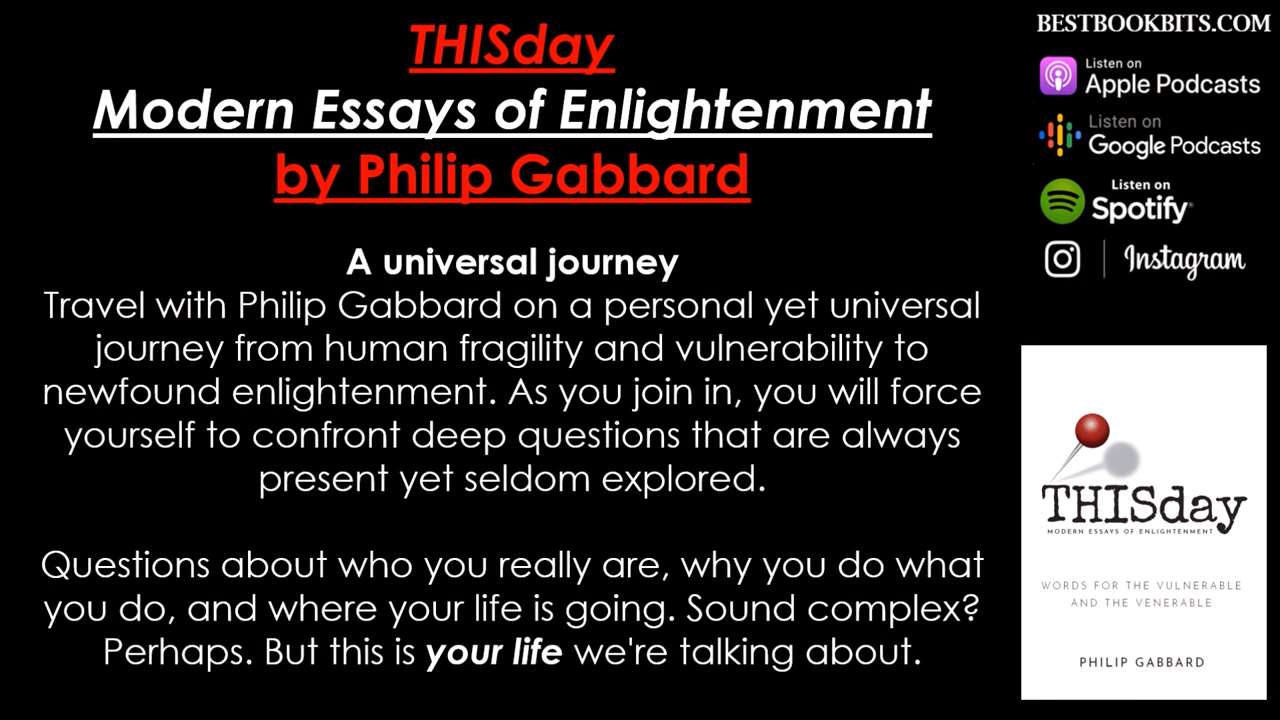 THISday
Modern Essays of Enlightenment
by Philip Gabbard
A universal journey
Travel with Philip Gabbard on a personal yet universal
journey from human fragility and vulnerability to
newfound enlightenment. As you join in, you will force
yourself to confront deep questions that are always
present yet seldom explored.
Questions about who you really are, why you do what
you do, and where your life is going. Sound complex?
Perhaps. But this is your life we're talking about.
BESTBOOKBITS.COM
Listen on
Apple Podcasts
Listen on
Google Podcasts
Listen on
Spotify
Instagram
THISday
MODERN ESSAYS OF ENLIGHTENMENT
WORDS FOR THE VULNERABLE
AND THE VENERABLE
PHILIP GABBARD